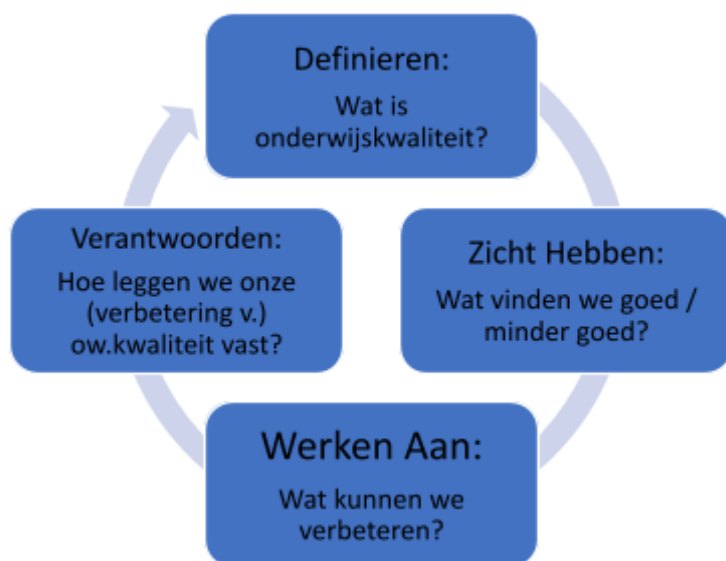 Definieren:
Wat is
onderwijskwaliteit?
Verantwoorden:
Hoe leggen we onze
(verbetering v.)
ow.kwaliteit vast?
Zicht Hebben:
Wat vinden we goed /
minder goed?
Werken Aan:
Wat kunnen we
verbeteren?